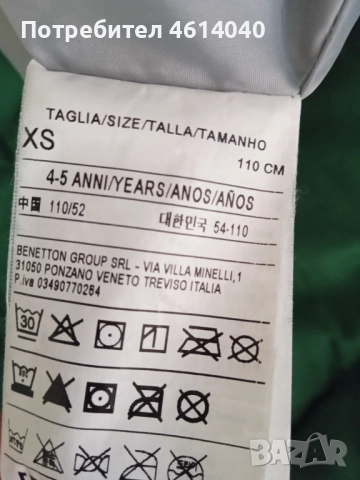 Потребител 4614040
TAGLIA/SIZE/TALLA/TAMANHO
XS
110 CM
4-5 ANNI/YEARS/ANOS/AÑOS
中国 110/52 대한민국 54-110
BENETTON GROUP SRL - VIA VILLA MINELLI,1
31050 PONZANO VENETO TREVISO ITALIA
P.iva 03490770264
30
BAZAR